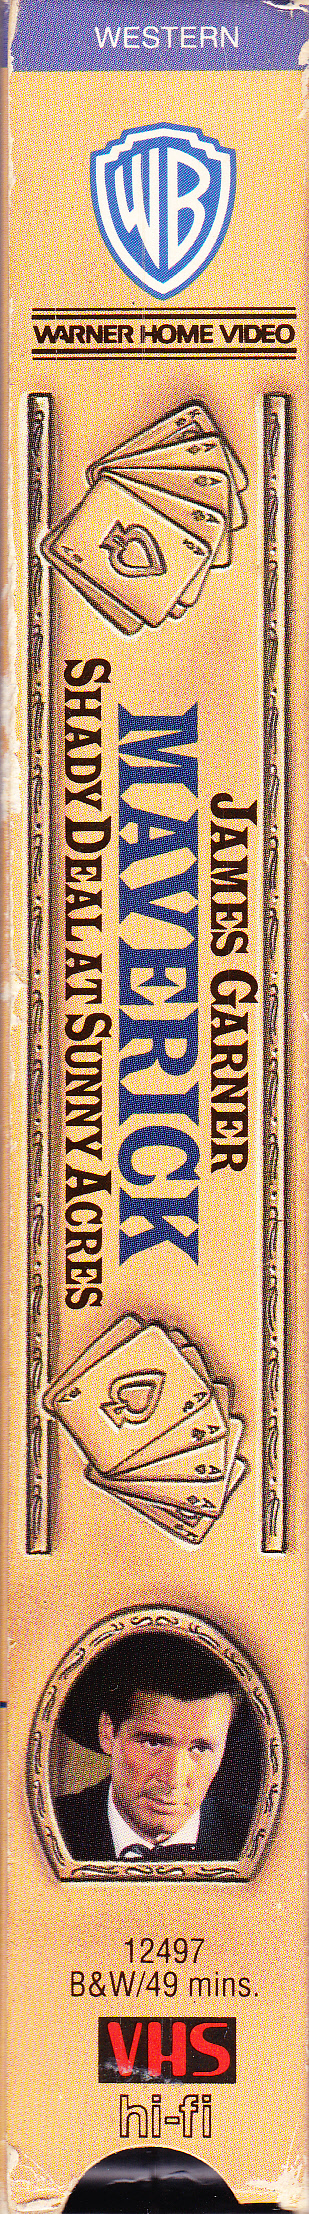 WESTERN
WB
WARNER HOME VIDEO
JAMES GARNER
MAVERICK
SHADY DEAL AT SUNNY ACRES
12497
B&W/49 mins.
VHS
hi-fi